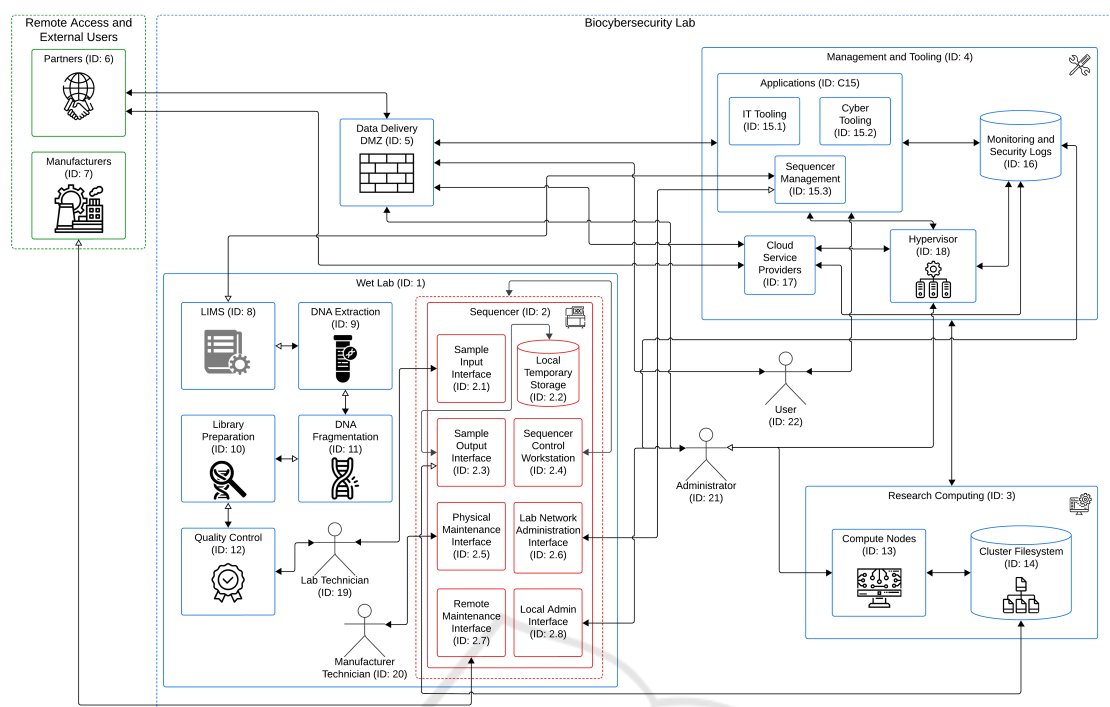 Remote Access and
External Users
Partners (ID: 6)
Manufacturers
(ID: 7)
Biocybersecurity Lab
Data Delivery
DMZ (ID: 5)
Management and Tooling (ID: 4)
Applications (ID: C15)
IT Tooling
(ID: 15.1)
Cyber
Tooling
(ID: 15.2)
Sequencer
Management
(ID: 15.3)
Monitoring and
Security Logs
(ID: 16)
Cloud
Service
Providers
(ID: 17)
Hypervisor
(ID: 18)
Wet Lab (ID: 1)
LIMS (ID: 8)
DNA Extraction
(ID: 9)
Library
Preparation
(ID: 10)
DNA
Fragmentation
(ID: 11)
Quality Control
(ID: 12)
Lab Technician
(ID: 19)
Manufacturer
Technician (ID: 20)
Sequencer (ID: 2)
Sample
Input
Interface
(ID: 2.1)
Local
Temporary
Storage
(ID: 2.2)
Sample
Output
Interface
(ID: 2.3)
Sequencer
Control
Workstation
(ID: 2.4)
Physical
Maintenance
Interface
(ID: 2.5)
Lab Network
Administration
Interface
(ID: 2.6)
Remote
Maintenance
Interface
(ID: 2.7)
Local Admin
Interface
(ID: 2.8)
User
(ID: 22)
Administrator
(ID: 21)
Research Computing (ID: 3)
Compute Nodes
(ID: 13)
Cluster Filesystem
(ID: 14)